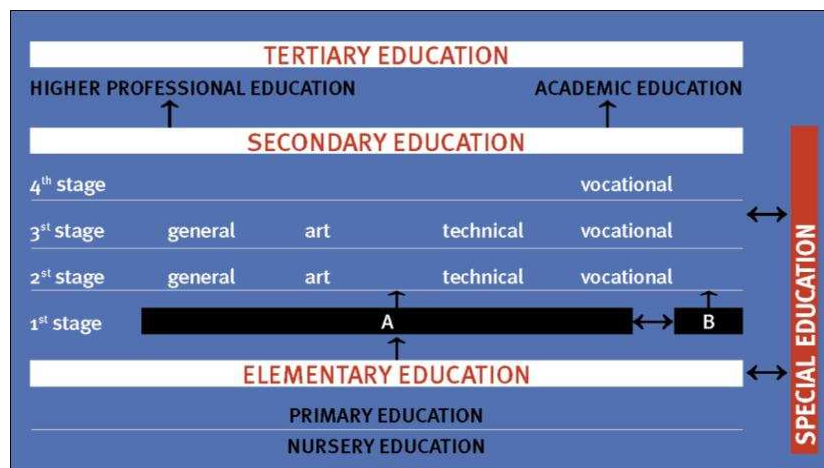 TERTIARY EDUCATION
HIGHER PROFESSIONAL EDUCATION ACADEMIC EDUCATION
SECONDARY EDUCATION
4th stage vocational
3st stage general art technical vocational
2st stage general art technical vocational
1st stage A B
ELEMENTARY EDUCATION
PRIMARY EDUCATION
NURSERY EDUCATION
SPECIAL EDUCATION